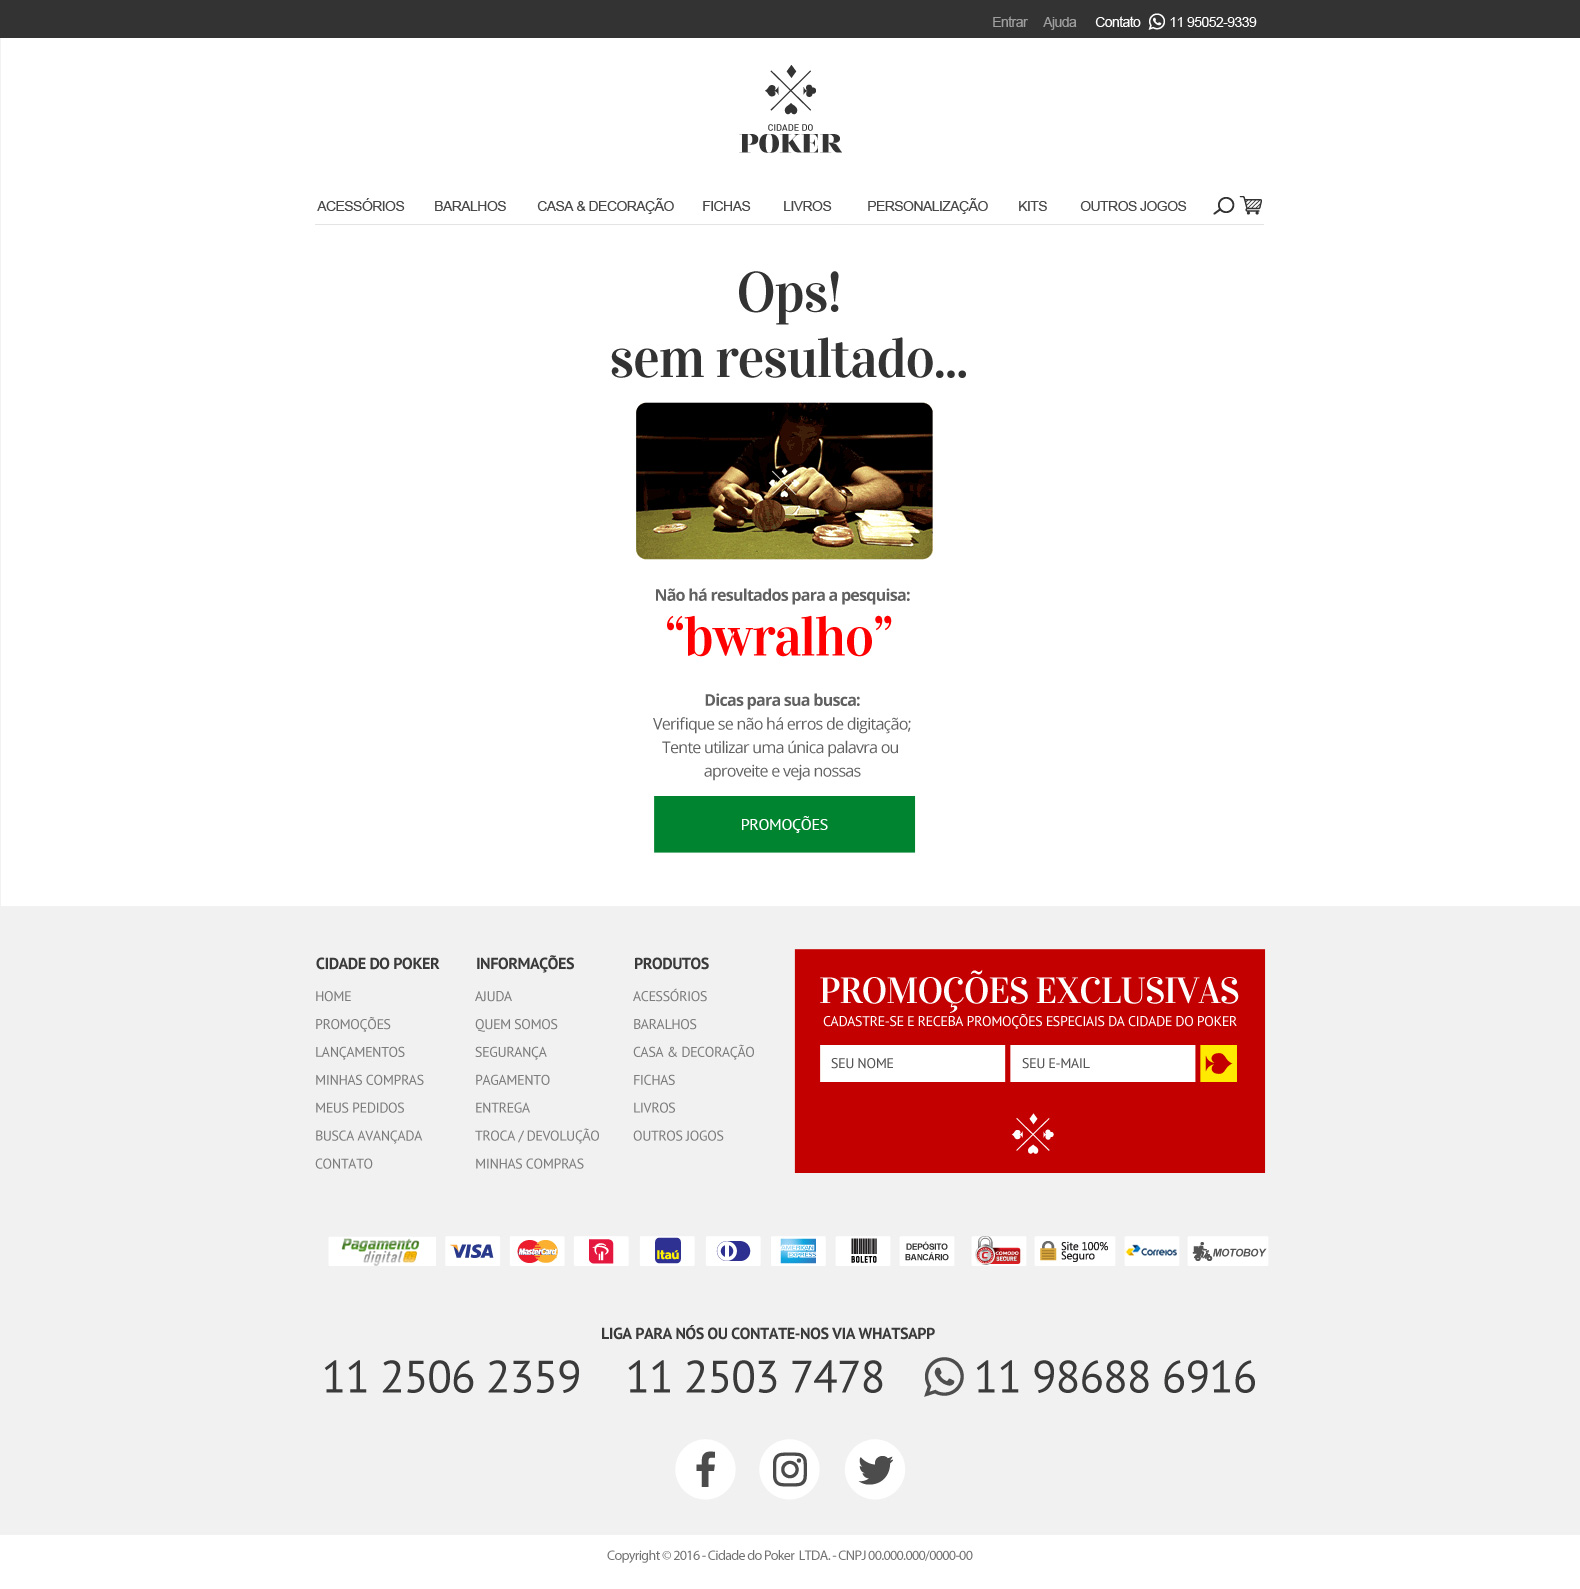 Entrar Ajuda Contato 11 95052-9339
CIDADE DO
POKER
ACESSÓRIOS BARALHOS CASA & DECORAÇÃO FICHAS LIVROS PERSONALIZAÇÃO KITS OUTROS JOGOS
Ops!
sem resultado...
Não há resultados para a pesquisa:
“bwralho”
Dicas para sua busca:
Verifique se não há erros de digitação;
Tente utilizar uma única palavra ou
aproveite e veja nossas
PROMOÇÕES
CIDADE DO POKER
HOME
PROMOÇÕES
LANÇAMENTOS
MINHAS COMPRAS
MEUS PEDIDOS
BUSCA AVANÇADA
CONTATO
INFORMAÇÕES
AJUDA
QUEM SOMOS
SEGURANÇA
PAGAMENTO
ENTREGA
TROCA / DEVOLUÇÃO
MINHAS COMPRAS
PRODUTOS
ACESSÓRIOS
BARALHOS
CASA & DECORAÇÃO
FICHAS
LIVROS
OUTROS JOGOS
PROMOÇÕES EXCLUSIVAS
CADASTRE-SE E RECEBA PROMOÇÕES ESPECIAIS DA CIDADE DO POKER
SEU NOME SEU E-MAIL
Pagamento
digital
VISA
MasterCard
Itaú
AMERICAN
EXPRESS
BOLETO
DEPÓSITO
BANCÁRIO
COMODO
SECURE
Site 100%
Seguro
Correios
MOTOBOY
LIGA PARA NÓS OU CONTATE-NOS VIA WHATSAPP
11 2506 2359 11 2503 7478 11 98688 6916
Copyright © 2016 - Cidade do Poker LTDA. - CNPJ 00.000.000/0000-00